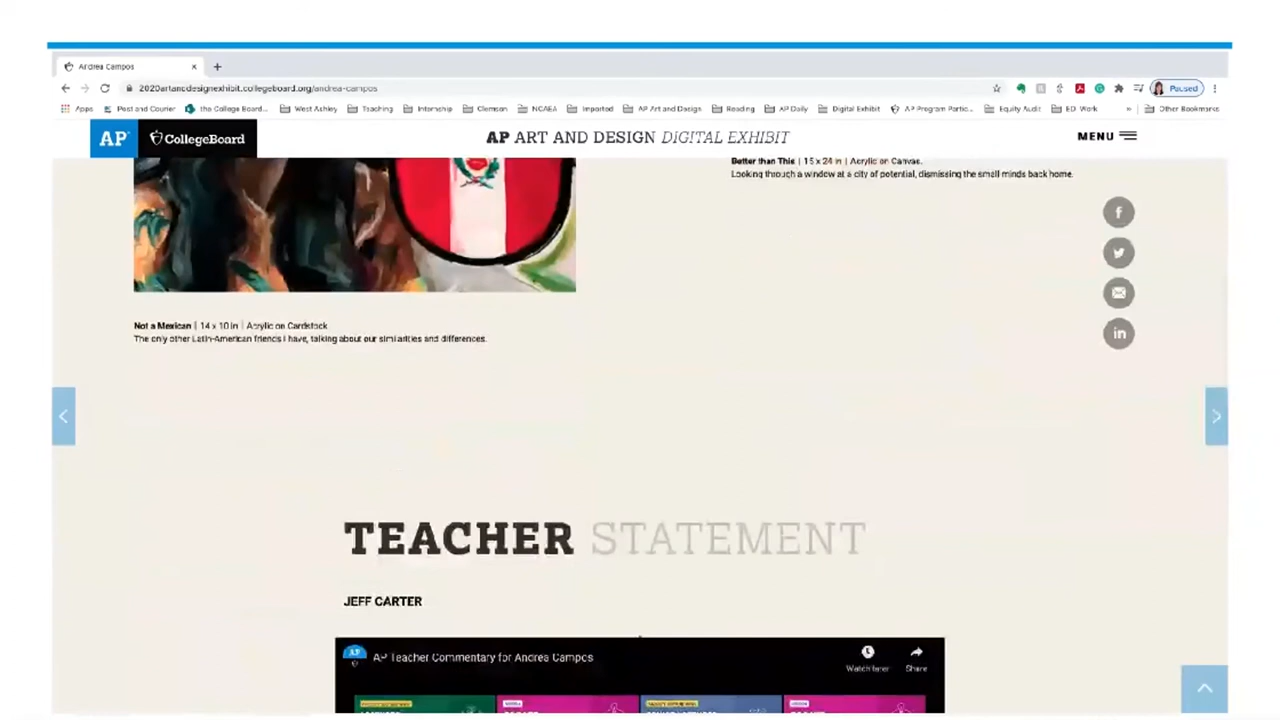 Andrea Campos
2020artanddesignexhibit.collegeboard.org/andrea-campos
Paused
Apps Post and Courier the College Board... West Ashley Teaching Internship Clemson NCAEA Imported AP Art and Design Reading AP Daily Digital Exhibit AP Program Partic... Equity Audit ED Work » Other Bookmarks
AP CollegeBoard AP ART AND DESIGN DIGITAL EXHIBIT MENU
Better than This | 15 x 24 in | Acrylic on Canvas.
Looking through a window at a city of potential, dismissing the small minds back home.
Not a Mexican | 14 x 10 in | Acrylic on Cardstock
The only other Latin-American friends I have, talking about our similarities and differences.
TEACHER STATEMENT
JEFF CARTER
AP AP Teacher Commentary for Andrea Campos
Watch later Share